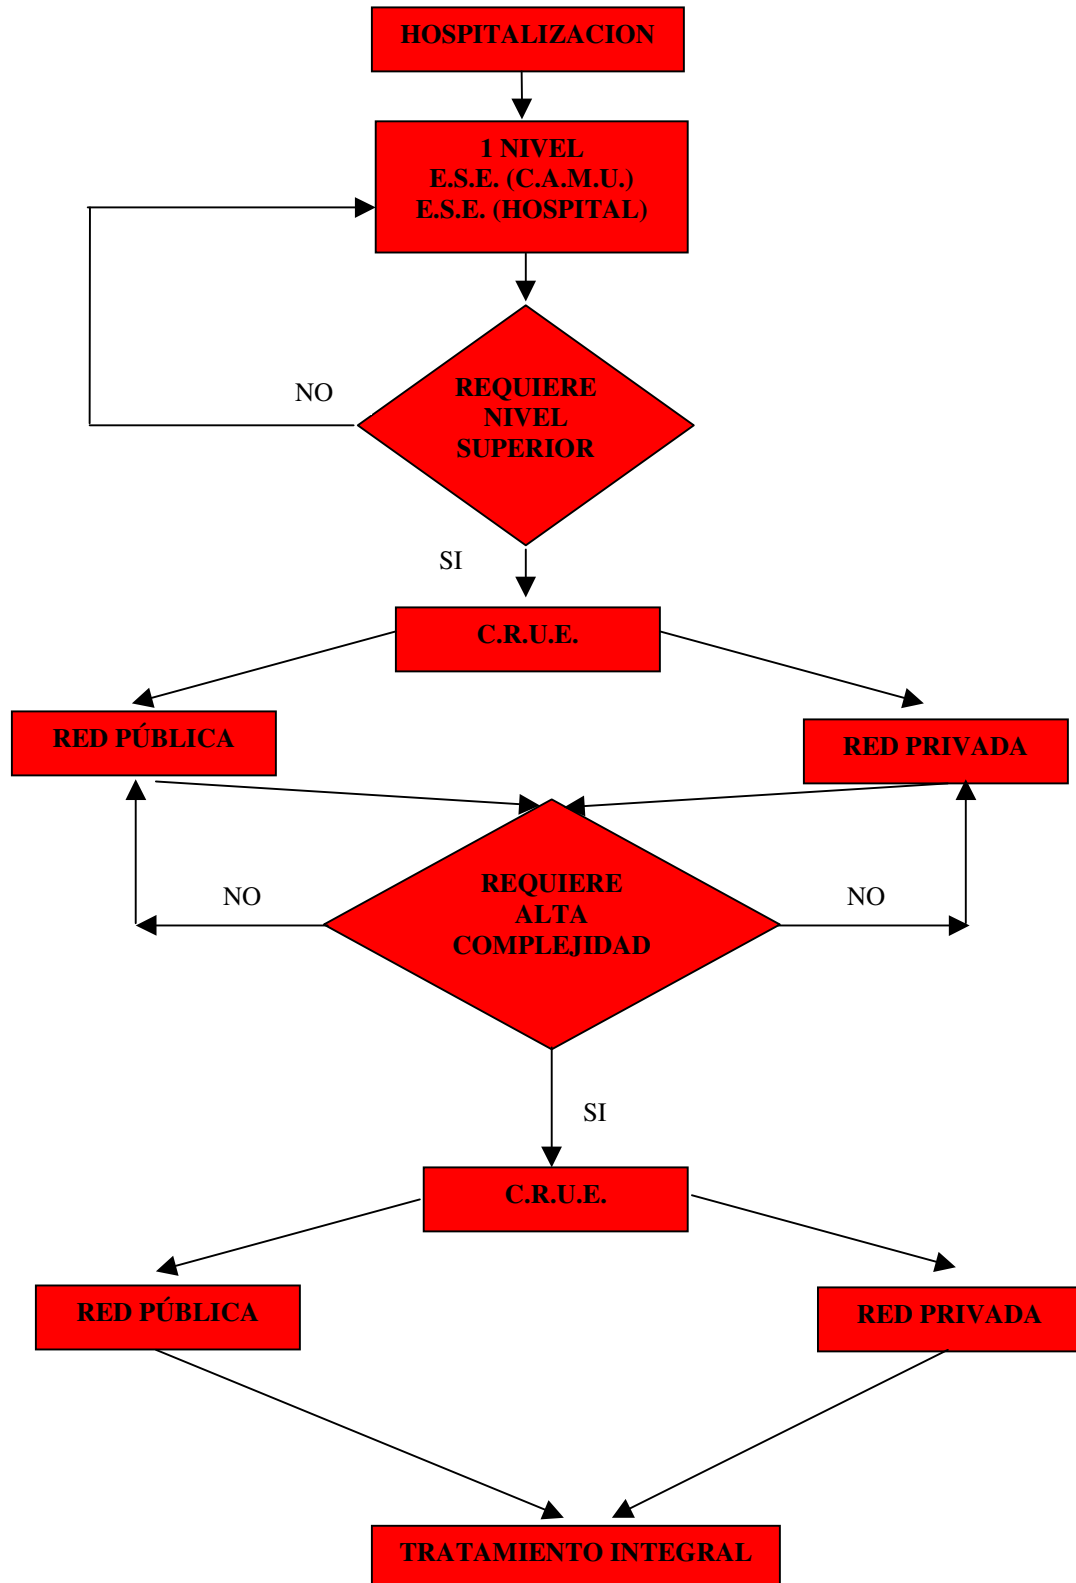 HOSPITALIZACION
1 NIVEL
E.S.E. (C.A.M.U.)
E.S.E. (HOSPITAL)
NO
REQUIERE
NIVEL
SUPERIOR
SI
C.R.U.E.
RED PÚBLICA
RED PRIVADA
NO
REQUIERE
ALTA
COMPLEJIDAD
NO
SI
C.R.U.E.
RED PÚBLICA
RED PRIVADA
TRATAMIENTO INTEGRAL